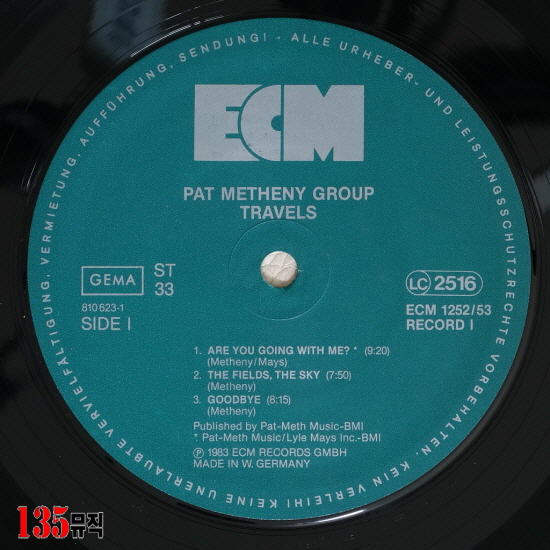 ECM
PAT METHENY GROUP
TRAVELS
GEMA
ST
33
LC 2516
810 623-1
SIDE I
ECM 1252/53
RECORD I
1. ARE YOU GOING WITH ME? * (9:20)
(Metheny/Mays)
2. THE FIELDS, THE SKY (7:50)
(Metheny)
3. GOODBYE (8:15)
(Metheny)
Published by Pat-Meth Music-BMI
* Pat-Meth Music/Lyle Mays Inc.-BMI
℗ 1983 ECM RECORDS GMBH
MADE IN W. GERMANY
ALLE URHEBER- UND LEISTUNGSSCHUTZRECHTE VORBEHALTEN. KEIN VERLEIH! KEINE UNERLAUBTE VERVIELFÄLTIGUNG, VERMIETUNG, AUFFÜHRUNG, SENDUNG! -
135뮤직